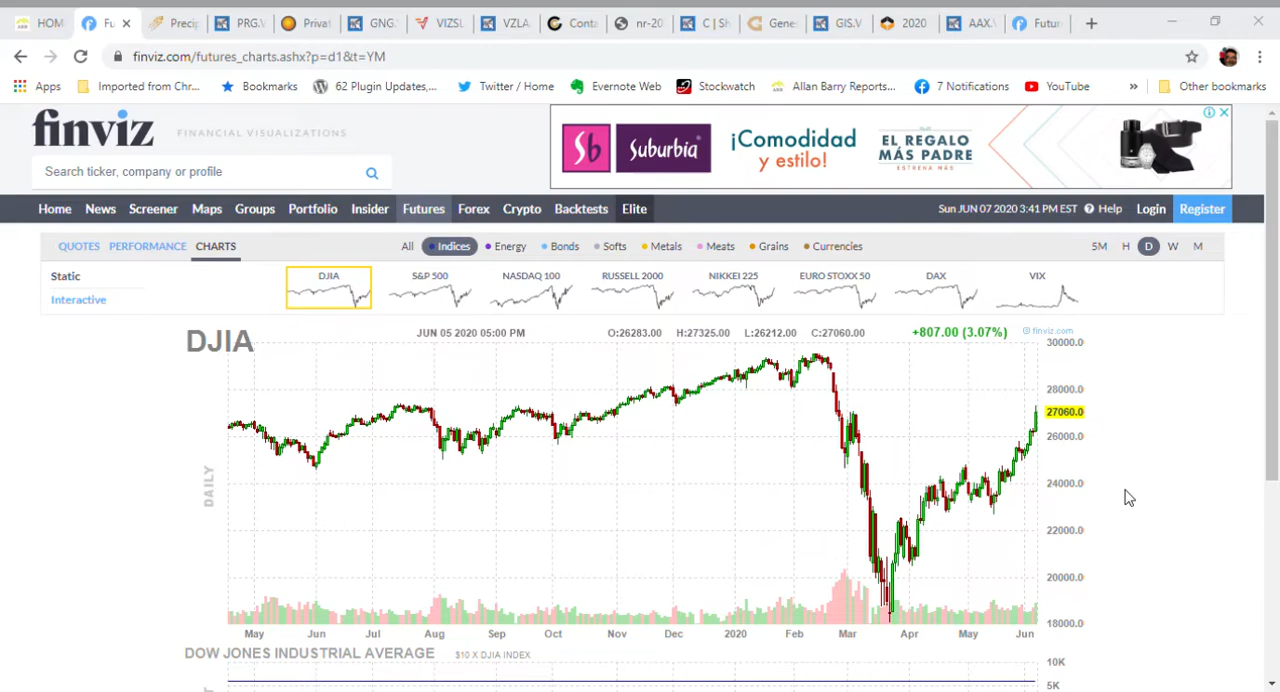 HOM Fu Precip PRG.V Privat GNG. VIZSL VZLA Conta nr-20 C | Sh Gene GIS.V 2020 AAX.V Futur
finviz.com/futures_charts.ashx?p=d1&t=YM
Apps Imported from Chr... Bookmarks 62 Plugin Updates,... Twitter / Home Evernote Web Stockwatch Allan Barry Reports... 7 Notifications YouTube » Other bookmarks
finviz FINANCIAL VISUALIZATIONS
Sb Suburbia ¡Comodidad y estilo! EL REGALO MÁS PADRE
Search ticker, company or profile
Home News Screener Maps Groups Portfolio Insider Futures Forex Crypto Backtests Elite Sun JUN 07 2020 3:41 PM EST Help Login Register
QUOTES PERFORMANCE CHARTS All Indices Energy Bonds Softs Metals Meats Grains Currencies 5M H D W M
Static DJIA S&P 500 NASDAQ 100 RUSSELL 2000 NIKKEI 225 EURO STOXX 50 DAX VIX
Interactive
DJIA JUN 05 2020 05:00 PM O:26283.00 H:27325.00 L:26212.00 C:27060.00 +807.00 (3.07%) © finviz.com
30000.0
28000.0
27060.0
26000.0
24000.0
22000.0
20000.0
18000.0
DAILY
May Jun Jul Aug Sep Oct Nov Dec 2020 Feb Mar Apr May Jun
DOW JONES INDUSTRIAL AVERAGE $10 X DJIA INDEX 10K
5K